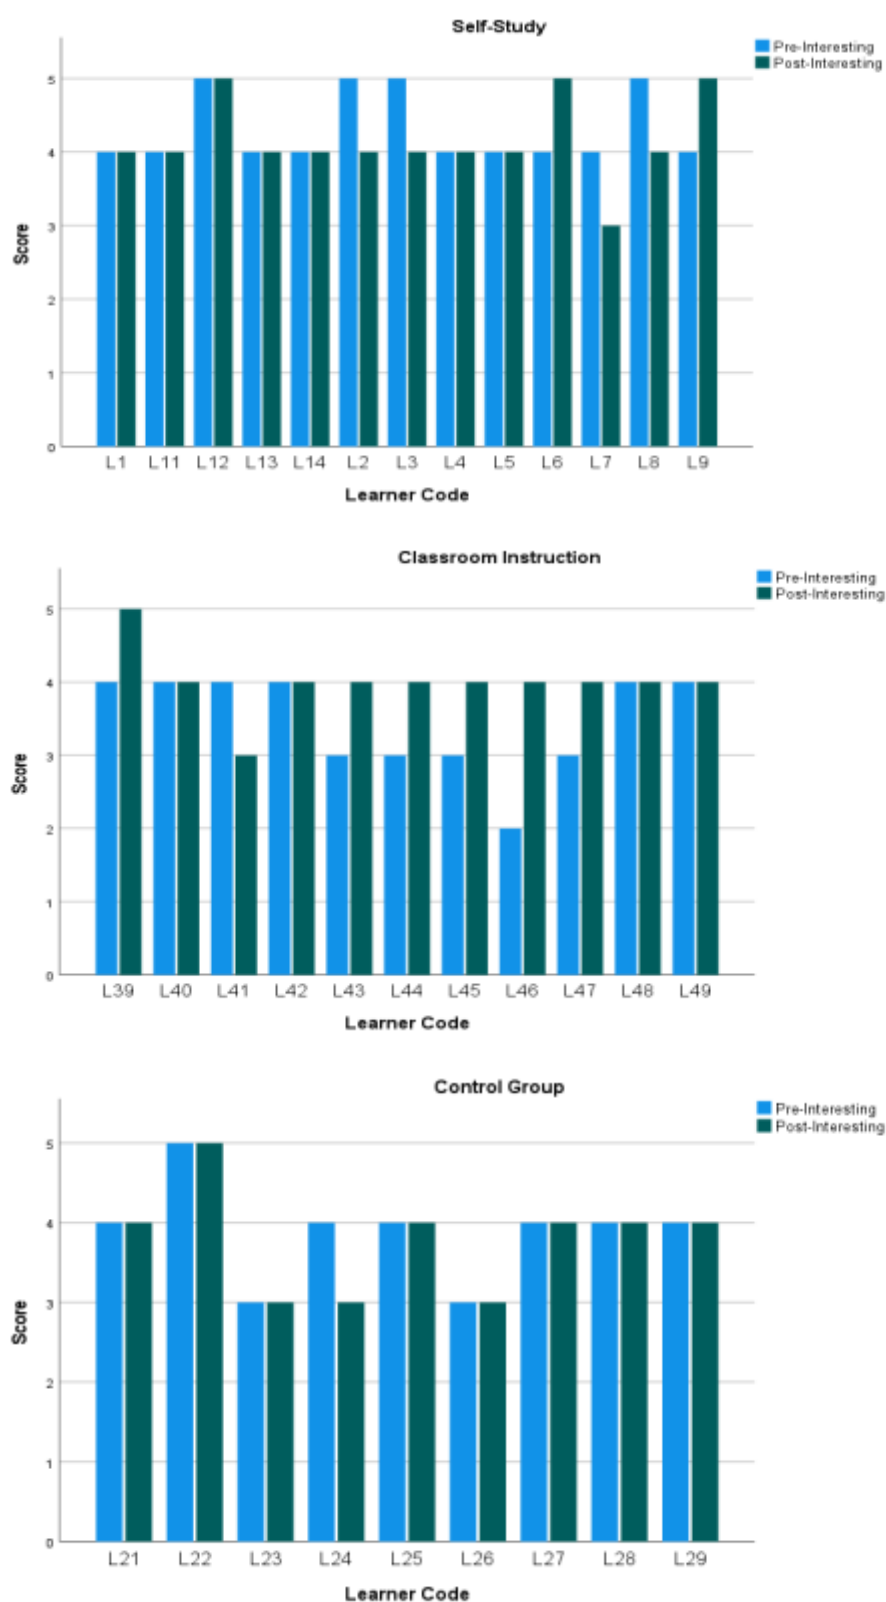 Self-Study
Pre-Interesting
Post-Interesting
5
4
3
2
1
0
Score
L1 L11 L12 L13 L14 L2 L3 L4 L5 L6 L7 L8 L9
Learner Code
Classroom Instruction
Pre-Interesting
Post-Interesting
5
4
3
2
1
0
Score
L39 L40 L41 L42 L43 L44 L45 L46 L47 L48 L49
Learner Code
Control Group
Pre-Interesting
Post-Interesting
5
4
3
2
1
0
Score
L21 L22 L23 L24 L25 L26 L27 L28 L29
Learner Code